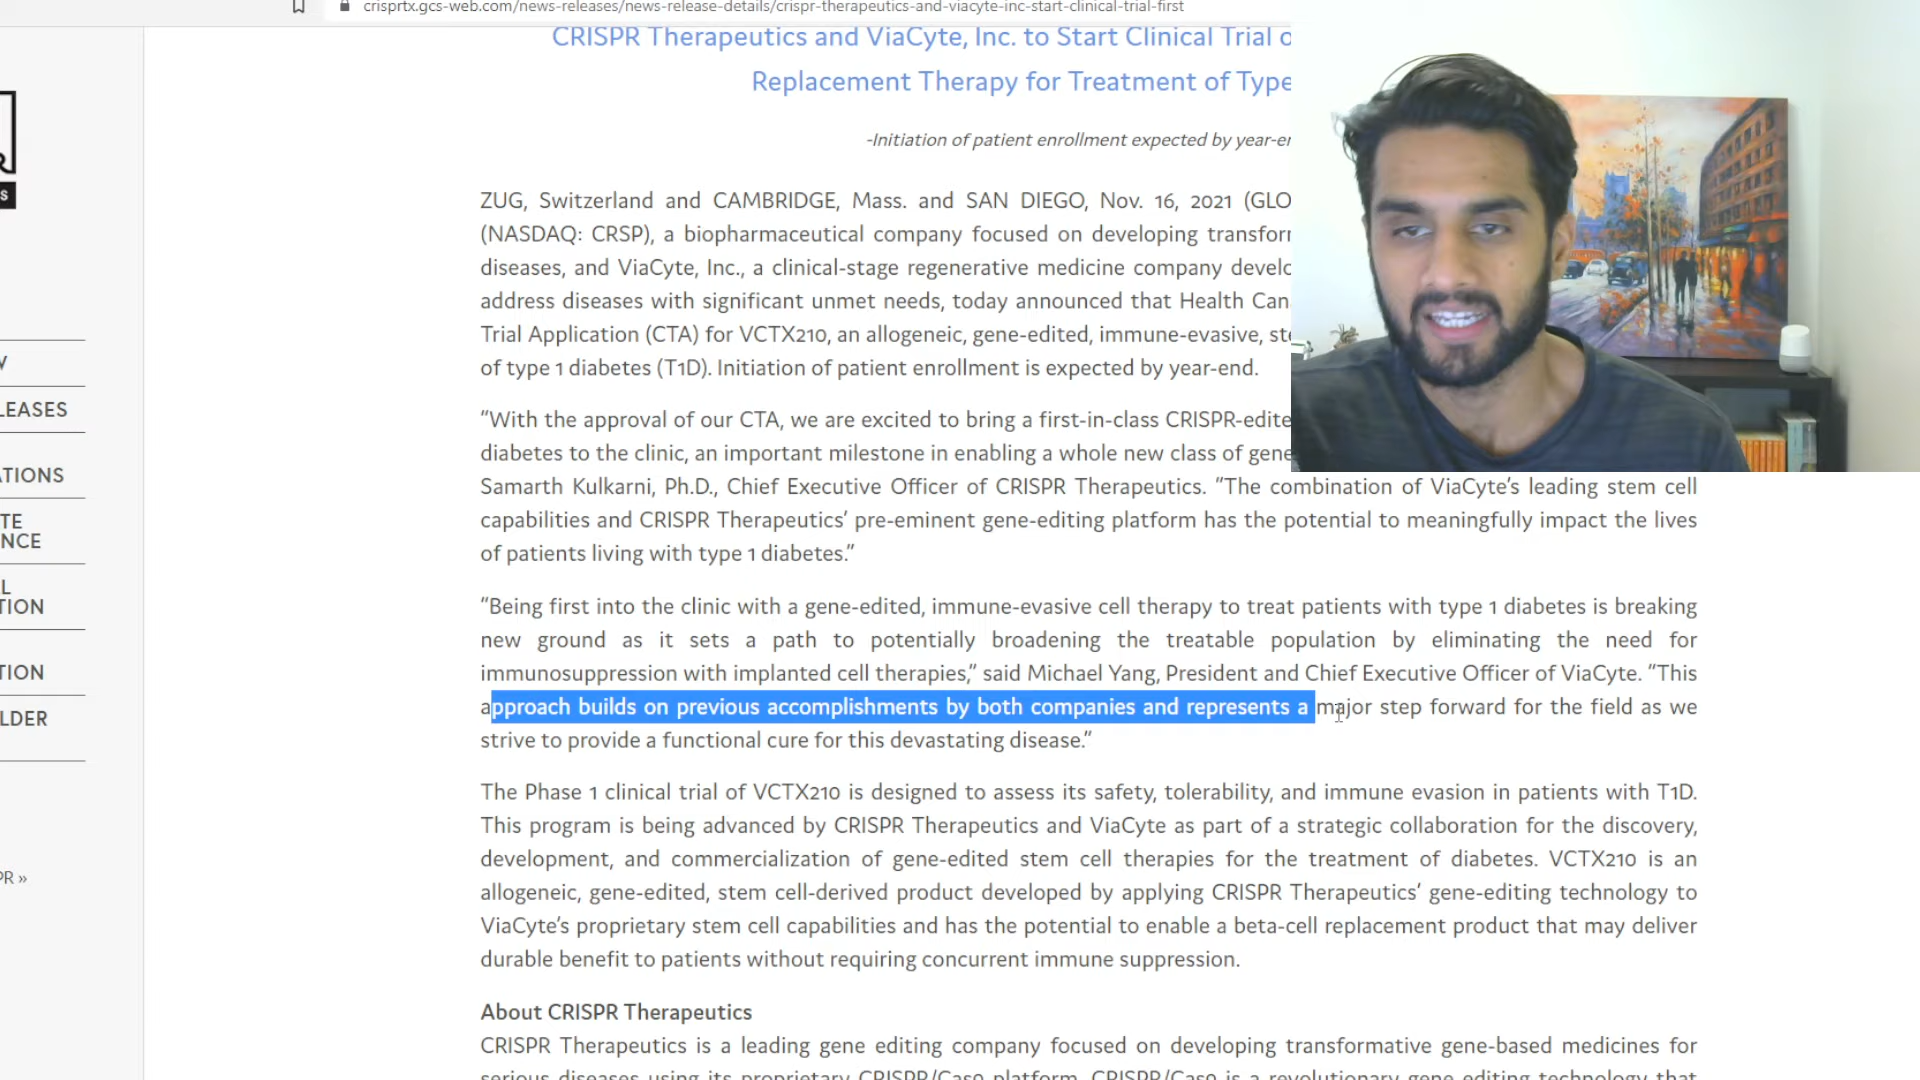 crisprtx.gcs-web.com/news-releases/news-release-details/crispr-therapeutics-and-viacyte-inc-start-clinical-trial-first
CRISPR Therapeutics and ViaCyte, Inc. to Start Clinical Trial
Replacement Therapy for Treatment of Type
-Initiation of patient enrollment expected by year-
ZUG, Switzerland and CAMBRIDGE, Mass. and SAN DIEGO, Nov. 16, 2021 (GLO
(NASDAQ: CRSP), a biopharmaceutical company focused on developing transfor
diseases, and ViaCyte, Inc., a clinical-stage regenerative medicine company develo
address diseases with significant unmet needs, today announced that Health Can
Trial Application (CTA) for VCTX210, an allogeneic, gene-edited, immune-evasive, st
of type 1 diabetes (T1D). Initiation of patient enrollment is expected by year-end.
“With the approval of our CTA, we are excited to bring a first-in-class CRISPR-edite
diabetes to the clinic, an important milestone in enabling a whole new class of gene
Samarth Kulkarni, Ph.D., Chief Executive Officer of CRISPR Therapeutics. “The combination of ViaCyte’s leading stem cell
capabilities and CRISPR Therapeutics’ pre-eminent gene-editing platform has the potential to meaningfully impact the lives
of patients living with type 1 diabetes.”
“Being first into the clinic with a gene-edited, immune-evasive cell therapy to treat patients with type 1 diabetes is breaking
new ground as it sets a path to potentially broadening the treatable population by eliminating the need for
immunosuppression with implanted cell therapies,” said Michael Yang, President and Chief Executive Officer of ViaCyte. “This
approach builds on previous accomplishments by both companies and represents a major step forward for the field as we
strive to provide a functional cure for this devastating disease.”
The Phase 1 clinical trial of VCTX210 is designed to assess its safety, tolerability, and immune evasion in patients with T1D.
This program is being advanced by CRISPR Therapeutics and ViaCyte as part of a strategic collaboration for the discovery,
development, and commercialization of gene-edited stem cell therapies for the treatment of diabetes. VCTX210 is an
allogeneic, gene-edited, stem cell-derived product developed by applying CRISPR Therapeutics’ gene-editing technology to
ViaCyte’s proprietary stem cell capabilities and has the potential to enable a beta-cell replacement product that may deliver
durable benefit to patients without requiring concurrent immune suppression.
About CRISPR Therapeutics
CRISPR Therapeutics is a leading gene editing company focused on developing transformative gene-based medicines for
serious diseases using its proprietary CRISPR/Cas9 platform. CRISPR/Cas9 is a revolutionary gene editing technology that
S
LEASES
ATIONS
TE
NCE
L
TION
TION
LDER
PR »